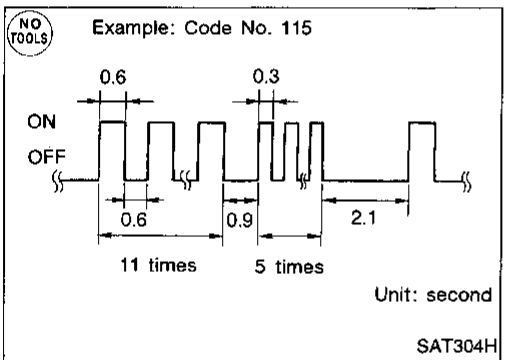 NO
TOOLS
Example: Code No. 115
0.6
0.3
ON
OFF
0.6
0.9
2.1
11 times
5 times
Unit: second
SAT304H